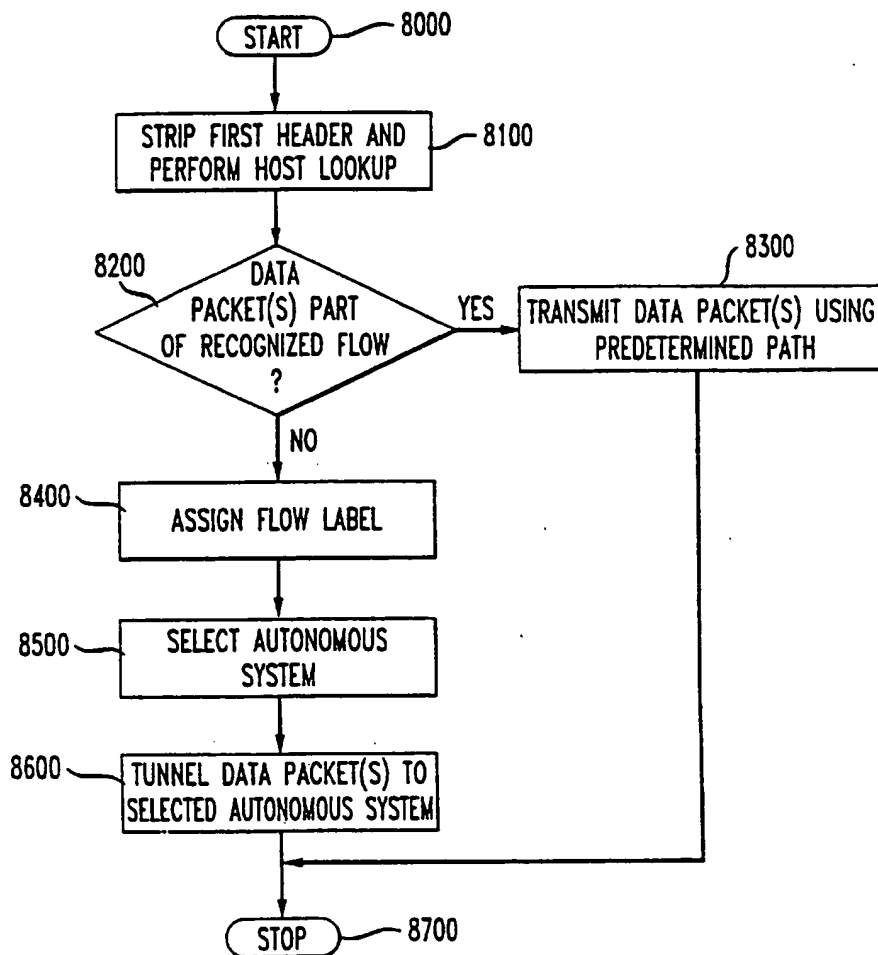 START
8000
STRIP FIRST HEADER AND
PERFORM HOST LOOKUP
8100
8200
DATA
PACKET(S) PART
OF RECOGNIZED FLOW
?
YES
8300
TRANSMIT DATA PACKET(S) USING
PREDETERMINED PATH
NO
8400
ASSIGN FLOW LABEL
8500
SELECT AUTONOMOUS
SYSTEM
8600
TUNNEL DATA PACKET(S) TO
SELECTED AUTONOMOUS SYSTEM
STOP
8700